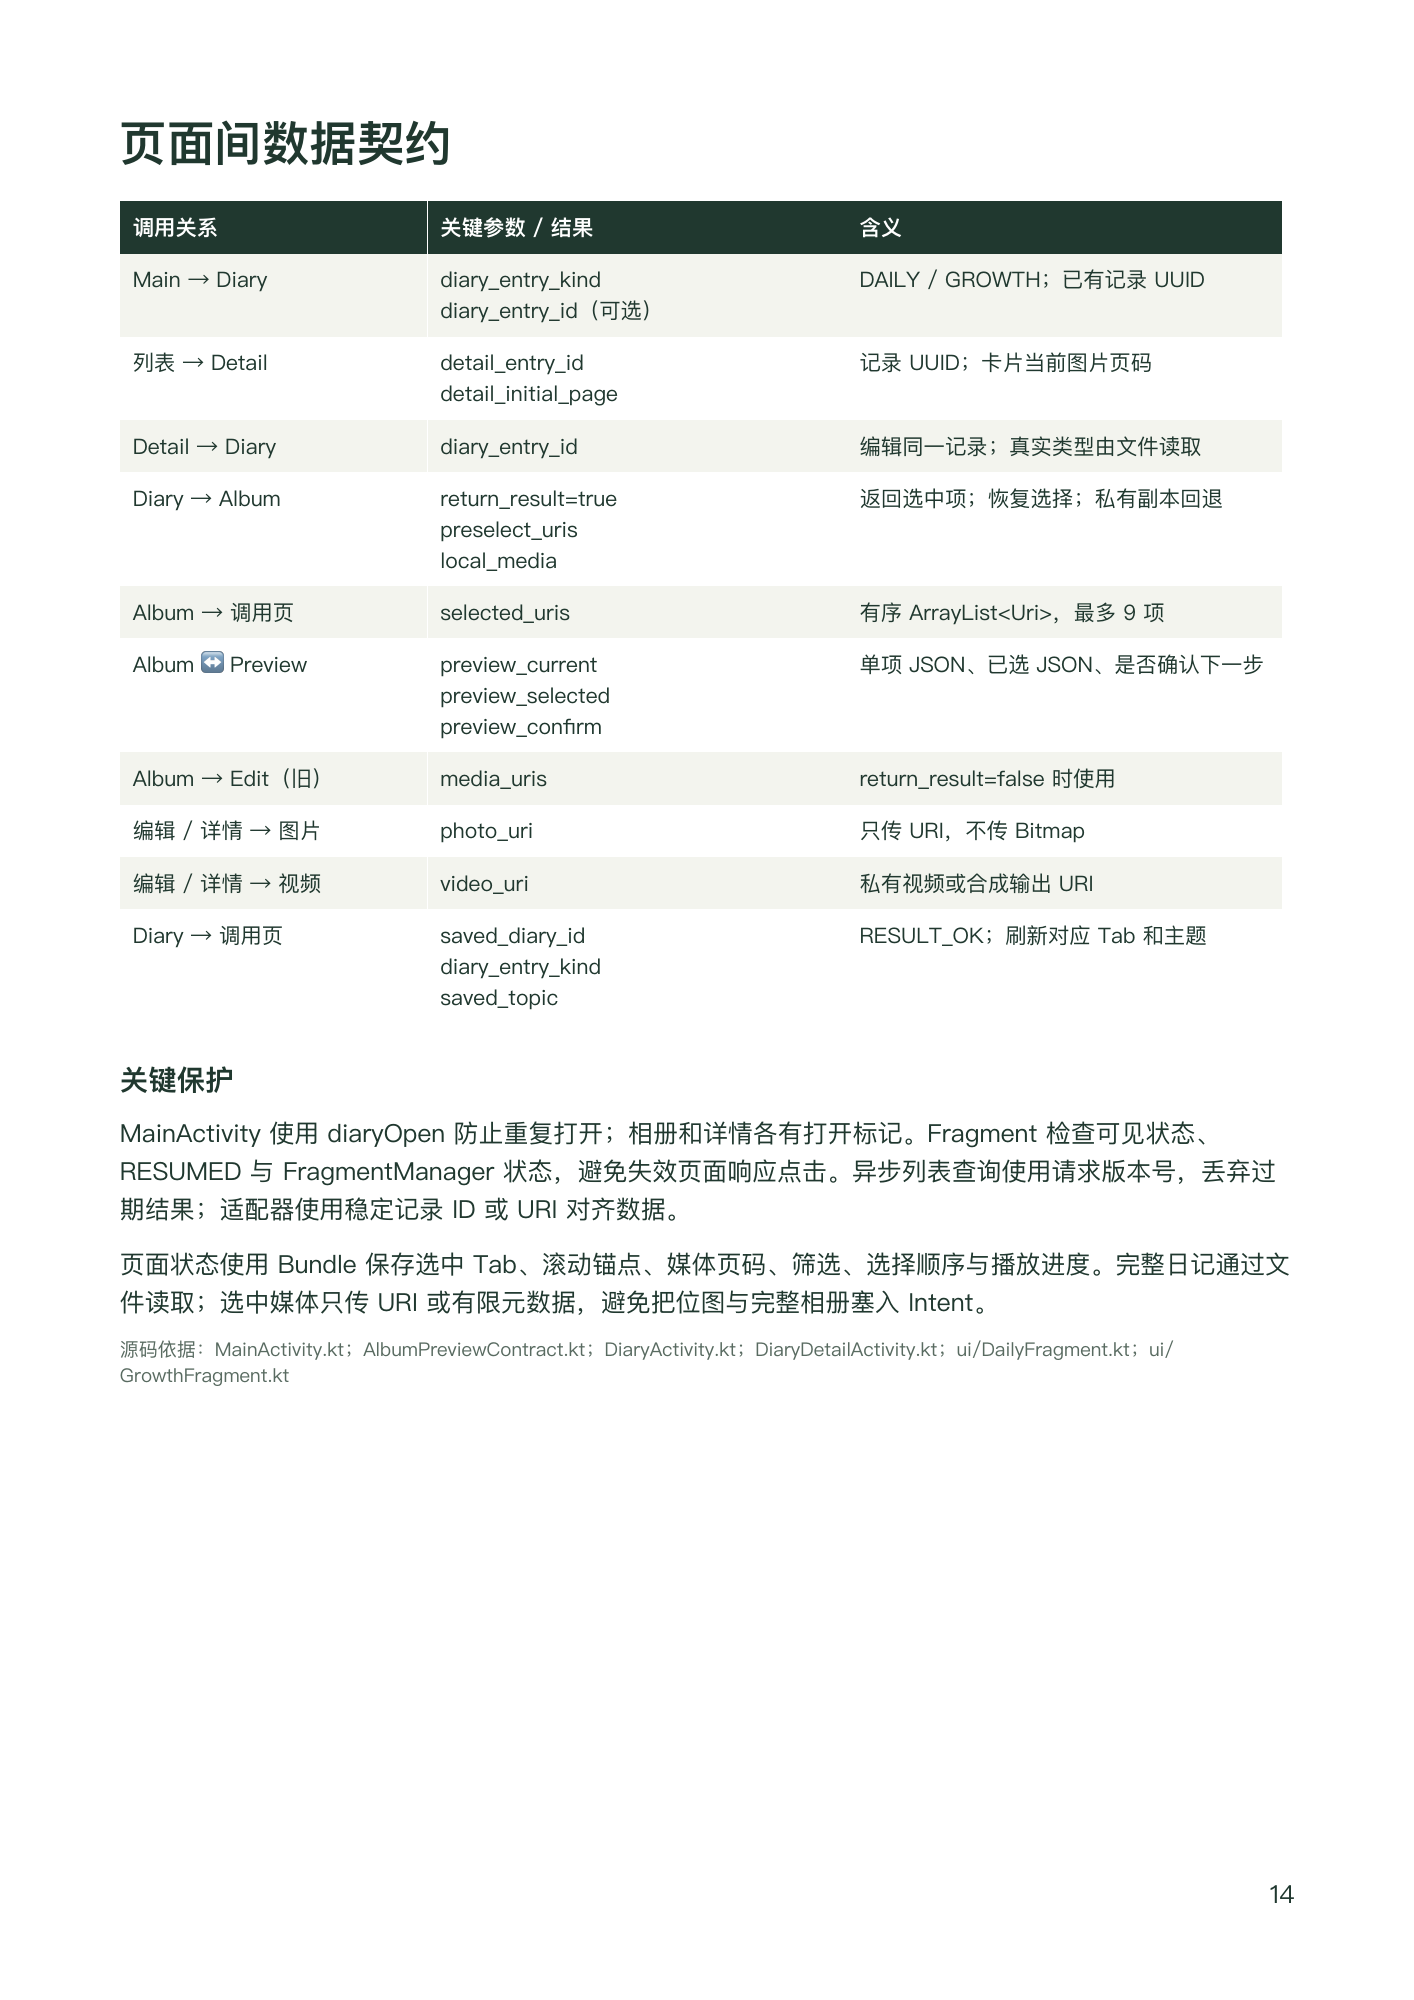 页面间数据契约
调用关系 关键参数 / 结果 含义
Main → Diary diary_entry_kind DAILY / GROWTH；已有记录 UUID
diary_entry_id（可选）
列表 → Detail detail_entry_id 记录 UUID；卡片当前图片页码
detail_initial_page
Detail → Diary diary_entry_id 编辑同一记录；真实类型由文件读取
Diary → Album return_result=true 返回选中项；恢复选择；私有副本回退
preselect_uris
local_media
Album → 调用页 selected_uris 有序 ArrayList<Uri>，最多 9 项
Album ↔️ Preview preview_current 单项 JSON、已选 JSON、是否确认下一步
preview_selected
preview_confirm
Album → Edit（旧） media_uris return_result=false 时使用
编辑 / 详情 → 图片 photo_uri 只传 URI，不传 Bitmap
编辑 / 详情 → 视频 video_uri 私有视频或合成输出 URI
Diary → 调用页 saved_diary_id RESULT_OK；刷新对应 Tab 和主题
diary_entry_kind
saved_topic
关键保护
MainActivity 使用 diaryOpen 防止重复打开；相册和详情各有打开标记。Fragment 检查可见状态、
RESUMED 与 FragmentManager 状态，避免失效页面响应点击。异步列表查询使用请求版本号，丢弃过
期结果；适配器使用稳定记录 ID 或 URI 对齐数据。
页面状态使用 Bundle 保存选中 Tab、滚动锚点、媒体页码、筛选、选择顺序与播放进度。完整日记通过文
件读取；选中媒体只传 URI 或有限元数据，避免把位图与完整相册塞入 Intent。
源码依据：MainActivity.kt；AlbumPreviewContract.kt；DiaryActivity.kt；DiaryDetailActivity.kt；ui/DailyFragment.kt；ui/
GrowthFragment.kt
14